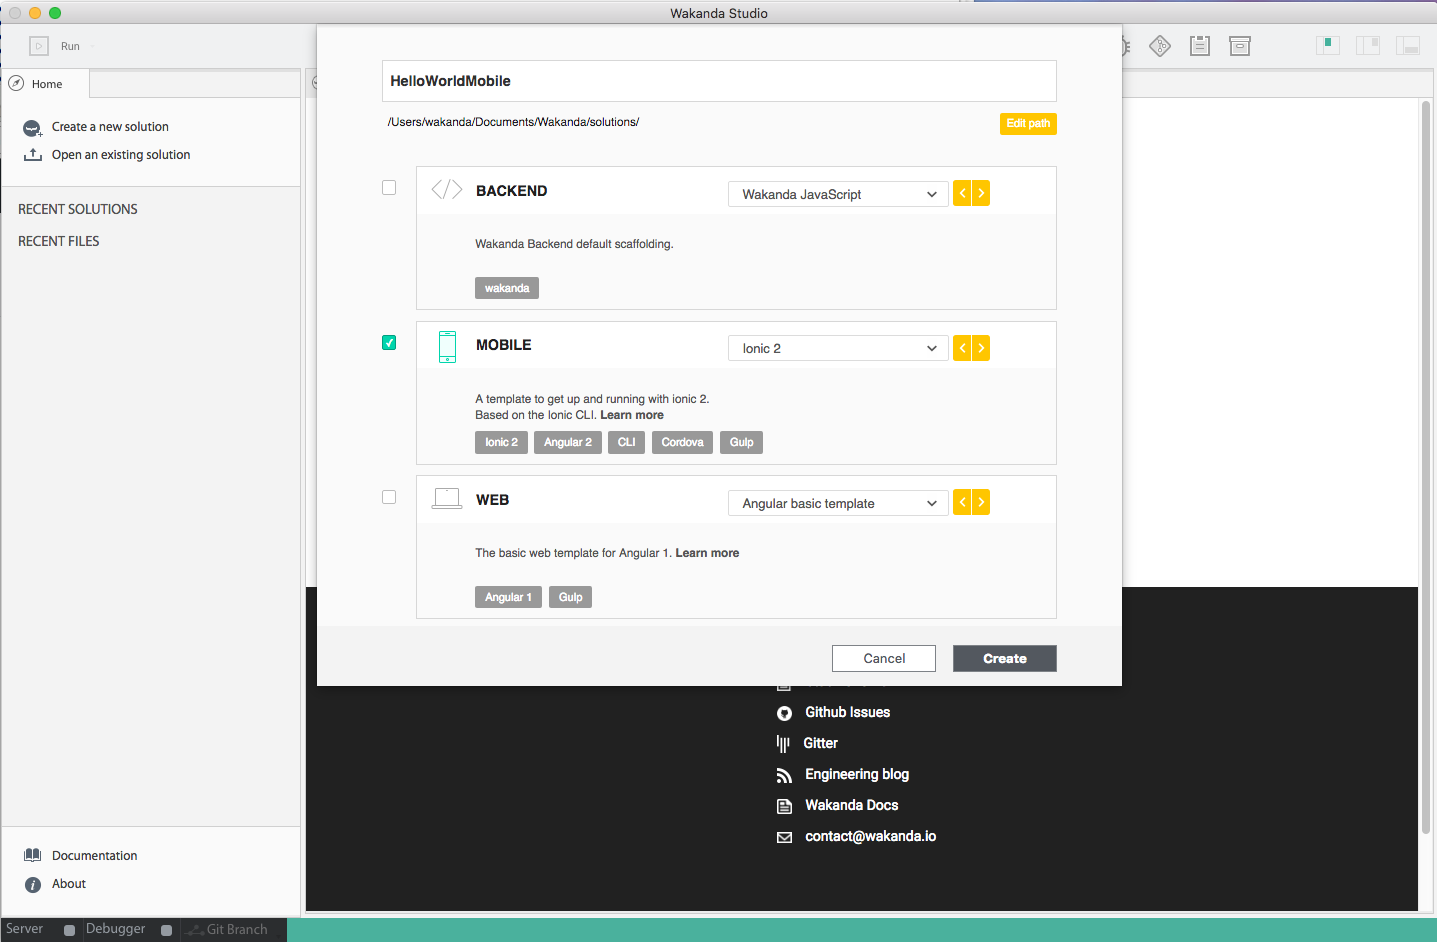 Wakanda Studio
Run
Home
Create a new solution
Open an existing solution
RECENT SOLUTIONS
RECENT FILES
HelloWorldMobile
/Users/wakanda/Documents/Wakanda/solutions/
Edit path
BACKEND
Wakanda JavaScript
Wakanda Backend default scaffolding.
wakanda
MOBILE
Ionic 2
A template to get up and running with ionic 2.
Based on the Ionic CLI. Learn more
Ionic 2 Angular 2 CLI Cordova Gulp
WEB
Angular basic template
The basic web template for Angular 1. Learn more
Angular 1 Gulp
Cancel Create
Github Issues
Gitter
Engineering blog
Wakanda Docs
contact@wakanda.io
Documentation
About
Server Debugger Git Branch